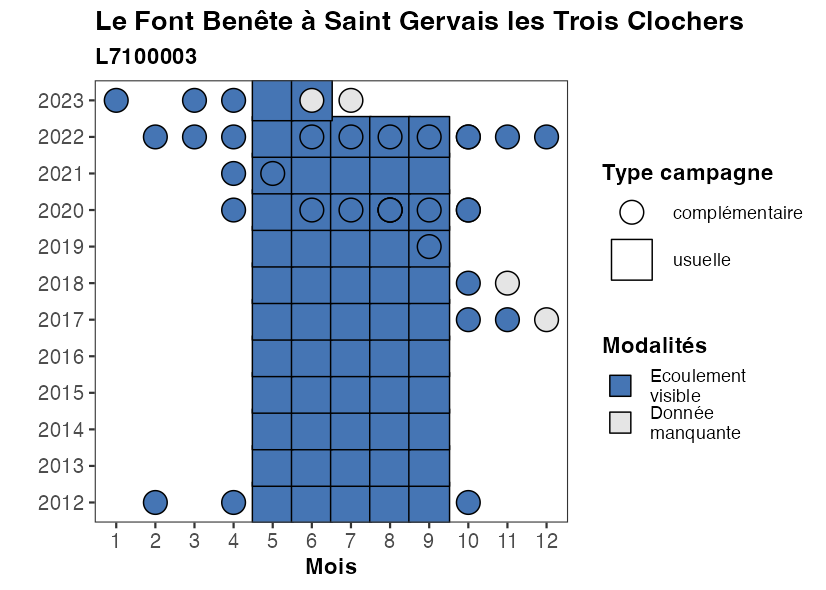 Le Font Benête à Saint Gervais les Trois Clochers
L7100003
2023
2022
2021
2020
2019
2018
2017
2016
2015
2014
2013
2012
1 2 3 4 5 6 7 8 9 10 11 12
Mois
Type campagne
complémentaire
usuelle
Modalités
Ecoulement
visible
Donnée
manquante